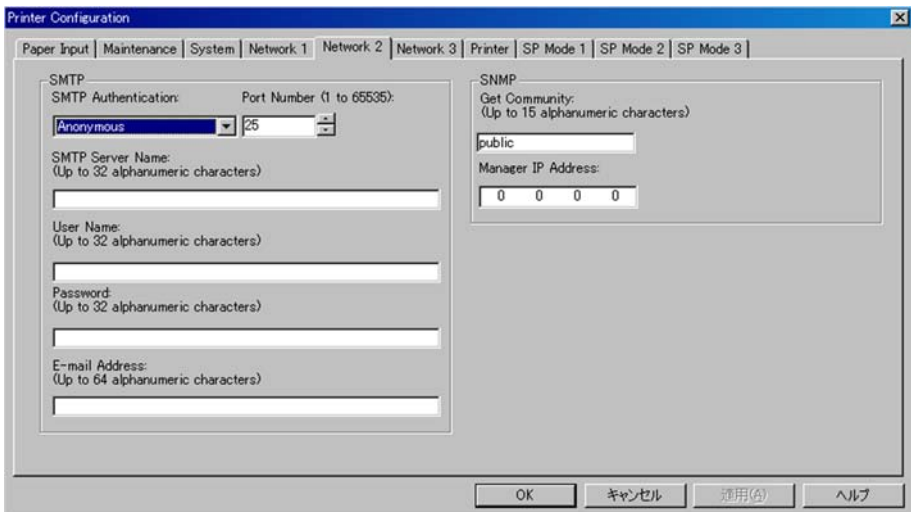 Printer Configuration
Paper Input
Maintenance
System
Network 1
Network 2
Network 3
Printer
SP Mode 1
SP Mode 2
SP Mode 3
SMTP
SMTP Authentication:
Port Number (1 to 65535):
Anonymous
25
SMTP Server Name:
(Up to 32 alphanumeric characters)
User Name:
(Up to 32 alphanumeric characters)
Password:
(Up to 32 alphanumeric characters)
E-mail Address:
(Up to 64 alphanumeric characters)
SNMP
Get Community:
(Up to 15 alphanumeric characters)
public
Manager IP Address:
0 0 0 0
OK
キャンセル
適用(A)
ヘルプ